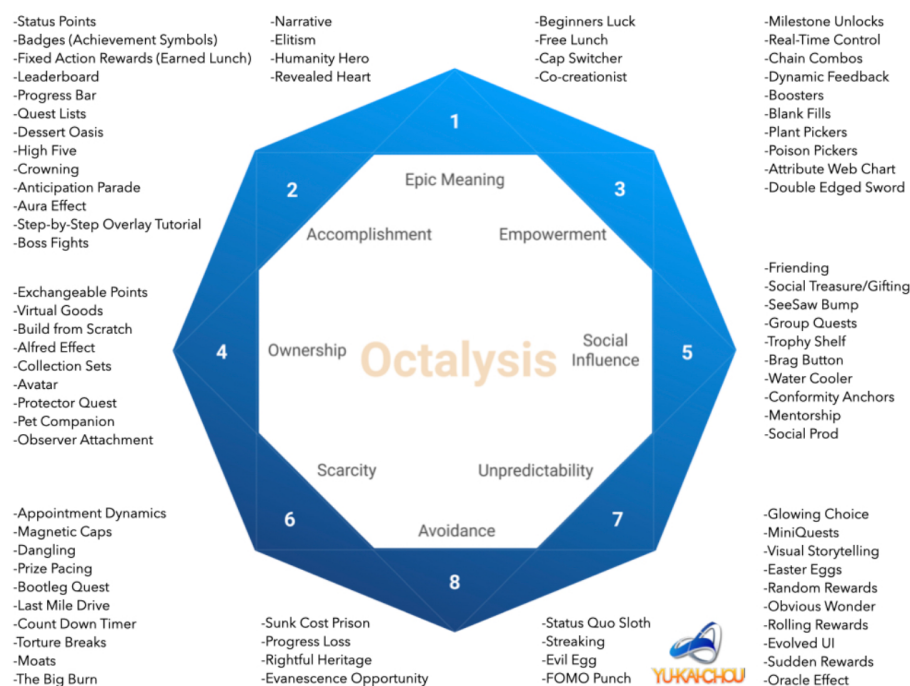 -Status Points
-Badges (Achievement Symbols)
-Fixed Action Rewards (Earned Lunch)
-Leaderboard
-Progress Bar
-Quest Lists
-Dessert Oasis
-High Five
-Crowning
-Anticipation Parade
-Aura Effect
-Step-by-Step Overlay Tutorial
-Boss Fights
-Narrative
-Elitism
-Humanity Hero
-Revealed Heart
-Beginners Luck
-Free Lunch
-Cap Switcher
-Co-creationist
-Milestone Unlocks
-Real-Time Control
-Chain Combos
-Dynamic Feedback
-Boosters
-Blank Fills
-Plant Pickers
-Poison Pickers
-Attribute Web Chart
-Double Edged Sword
1
Epic Meaning
2
Accomplishment
3
Empowerment
-Exchangeable Points
-Virtual Goods
-Build from Scratch
-Alfred Effect
-Collection Sets
-Avatar
-Protector Quest
-Pet Companion
-Observer Attachment
4
Ownership
Octalysis
Social
Influence
5
-Friending
-Social Treasure/Gifting
-SeeSaw Bump
-Group Quests
-Trophy Shelf
-Brag Button
-Water Cooler
-Conformity Anchors
-Mentorship
-Social Prod
Scarcity
6
Unpredictability
7
Avoidance
8
-Appointment Dynamics
-Magnetic Caps
-Dangling
-Prize Pacing
-Bootleg Quest
-Last Mile Drive
-Count Down Timer
-Torture Breaks
-Moats
-The Big Burn
-Sunk Cost Prison
-Progress Loss
-Rightful Heritage
-Evanescence Opportunity
-Status Quo Sloth
-Streaking
-Evil Egg
-FOMO Punch
YU-KAI CHOU
-Glowing Choice
-MiniQuests
-Visual Storytelling
-Easter Eggs
-Random Rewards
-Obvious Wonder
-Rolling Rewards
-Evolved UI
-Sudden Rewards
-Oracle Effect